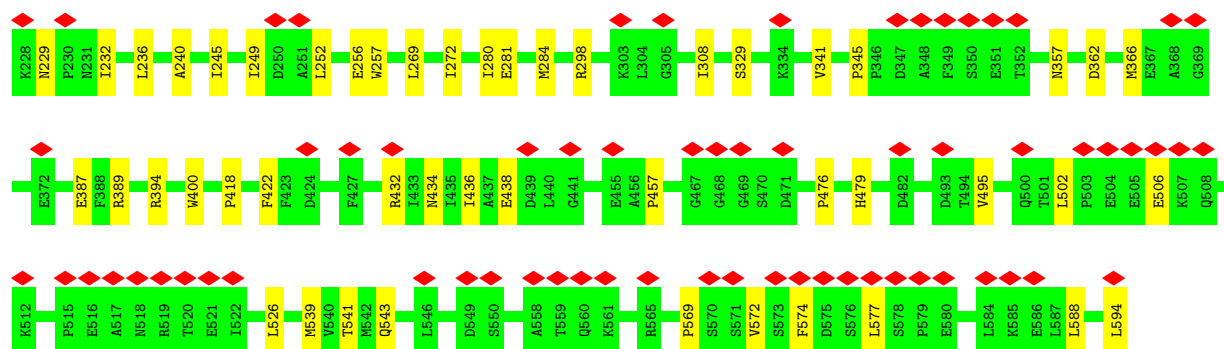 K228 N229 P230 N231 I232 L236 A240 I245 I249 D250 A251 L252 E256 W257 L269 I272 I280 E281 M284 R298 K303 L304 G305 I308 S329 K334 V341 P345 P346 D347 A348 F349 S350 E351 T352 N357 D362 M366 E367 A368 G369
E372 E387 F388 R389 R394 W400 P418 F422 F423 D424 F427 R432 I433 N434 I435 I436 A437 E438 D439 L440 G441 E455 A456 P457 G467 G468 G469 S470 D471 P476 H479 D482 D493 T494 V495 Q500 T501 L502 P503 E504 E505 E506 K507 Q508
K512 P515 E516 A517 N518 R519 T520 E521 I522 L526 M539 V540 T541 M542 Q543 L546 D549 S550 A558 T559 Q560 K561 R565 P569 S570 S571 V572 S573 F574 D575 S576 L577 S578 P579 E580 L584 K585 E586 L587 L588 L594